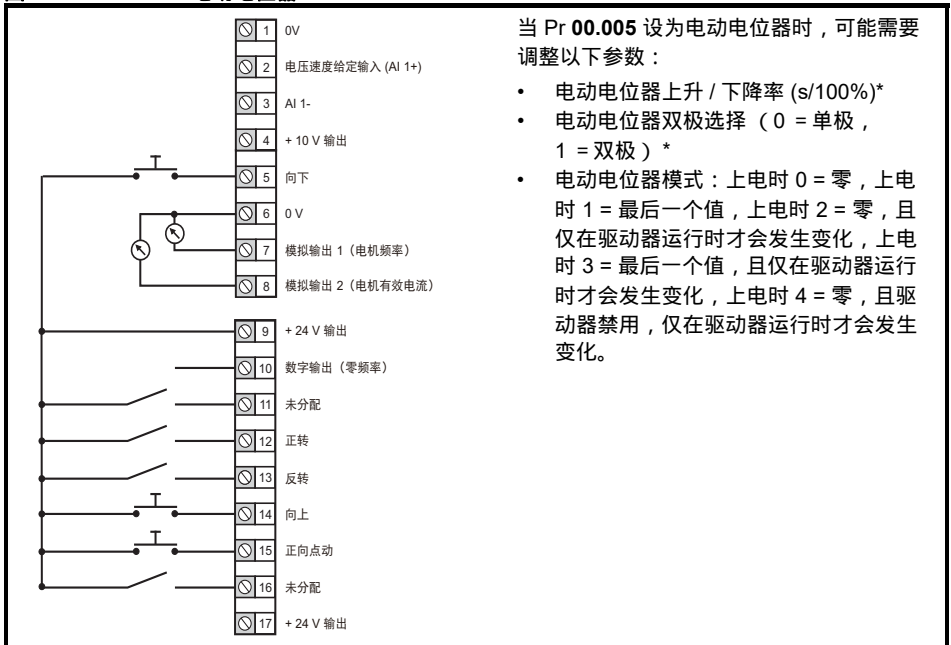 1 0V
2 电压速度给定输入 (AI 1+)
3 AI 1-
4 + 10 V 输出
5 向下
6 0 V
7 模拟输出 1（电机频率）
8 模拟输出 2（电机有效电流）
9 + 24 V 输出
10 数字输出（零频率）
11 未分配
12 正转
13 反转
14 向上
15 正向点动
16 未分配
17 + 24 V 输出
当 Pr 00.005 设为电动电位器时，可能需要
调整以下参数：
• 电动电位器上升 / 下降率 (s/100%)*
• 电动电位器双极选择 （0 = 单极，
1 = 双极）*
• 电动电位器模式：上电时 0 = 零，上电
时 1 = 最后一个值，上电时 2 = 零，且
仅在驱动器运行时才会发生变化，上电
时 3 = 最后一个值，且仅在驱动器运行
时才会发生变化，上电时 4 = 零，且驱
动器禁用，仅在驱动器运行时才会发生
变化。